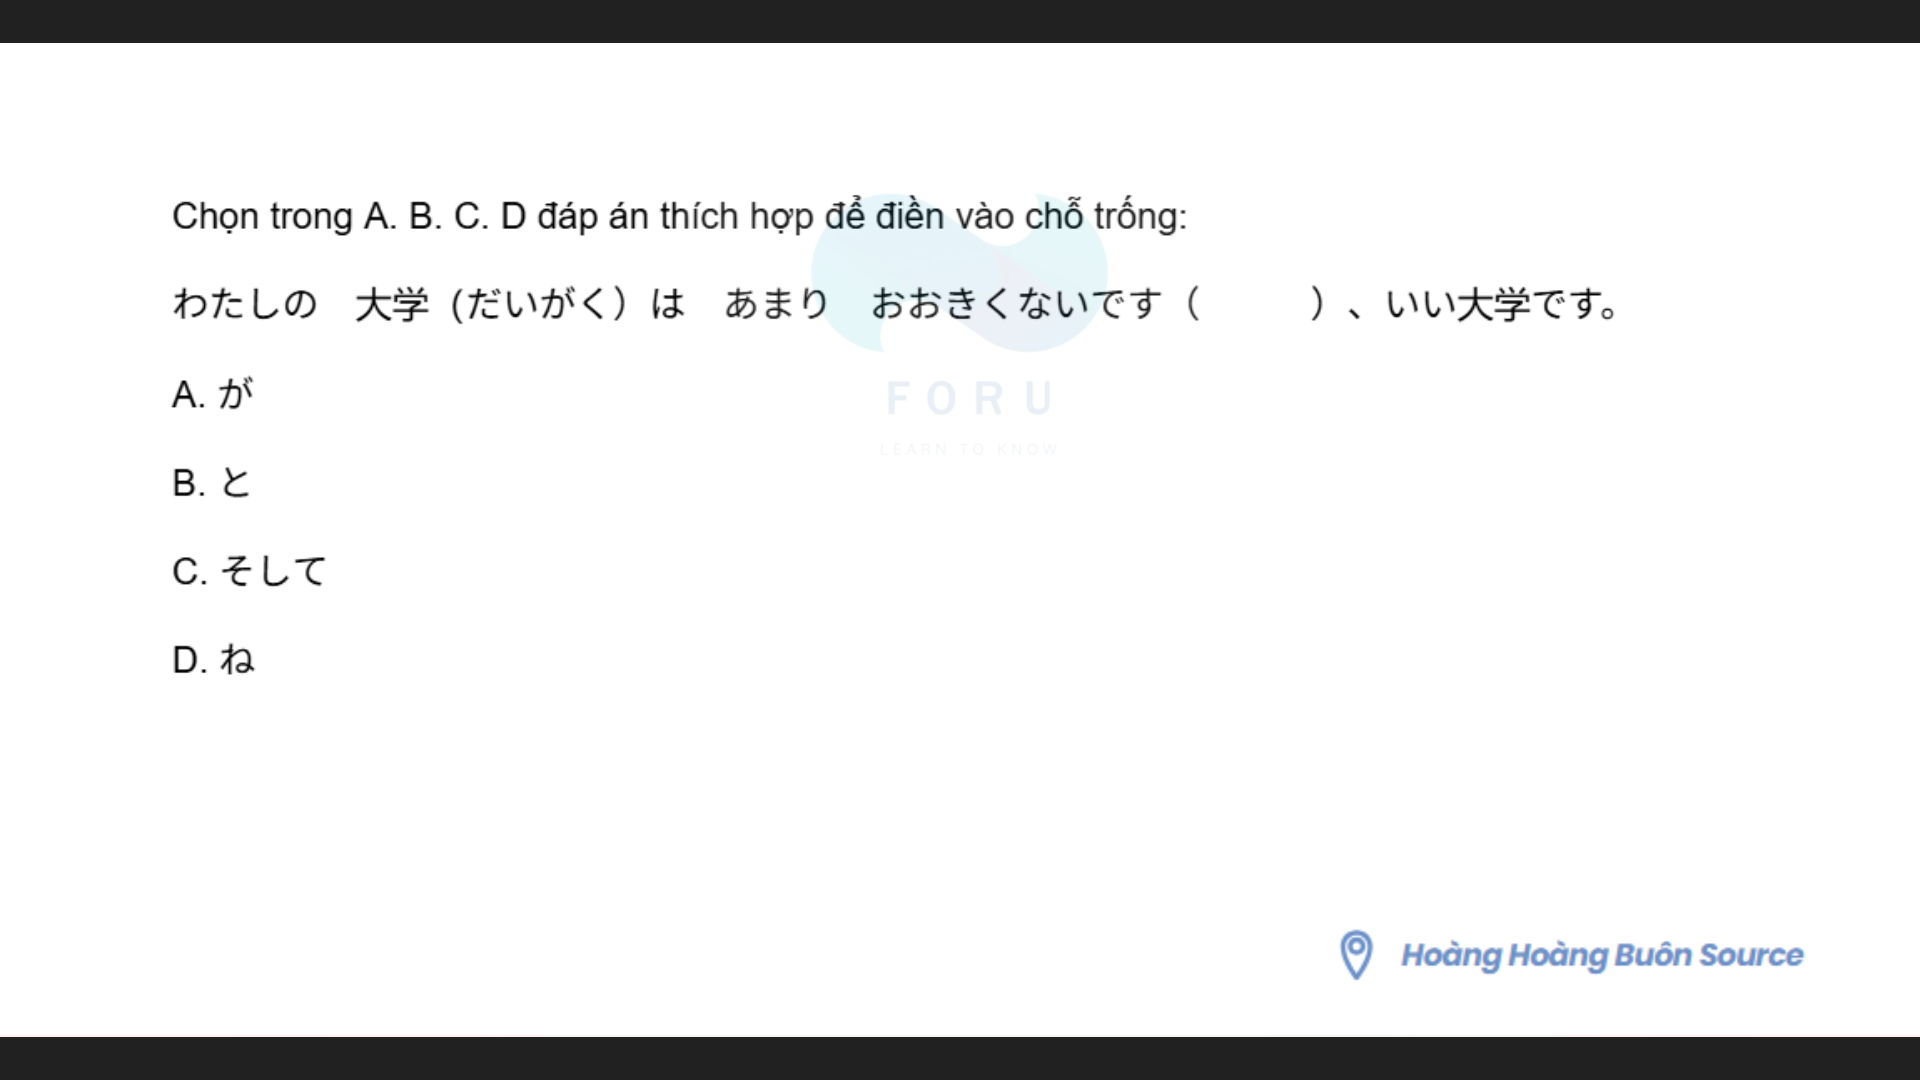 Chọn trong A. B. C. D đáp án thích hợp để điền vào chỗ trống:
わたしの　大学（だいがく）は　あまり　おおきくないです（　　　）、いい大学です。
A. が
B. と
C. そして
D. ね
FORU
LEARN TO KNOW
Hoàng Hoàng Buôn Source